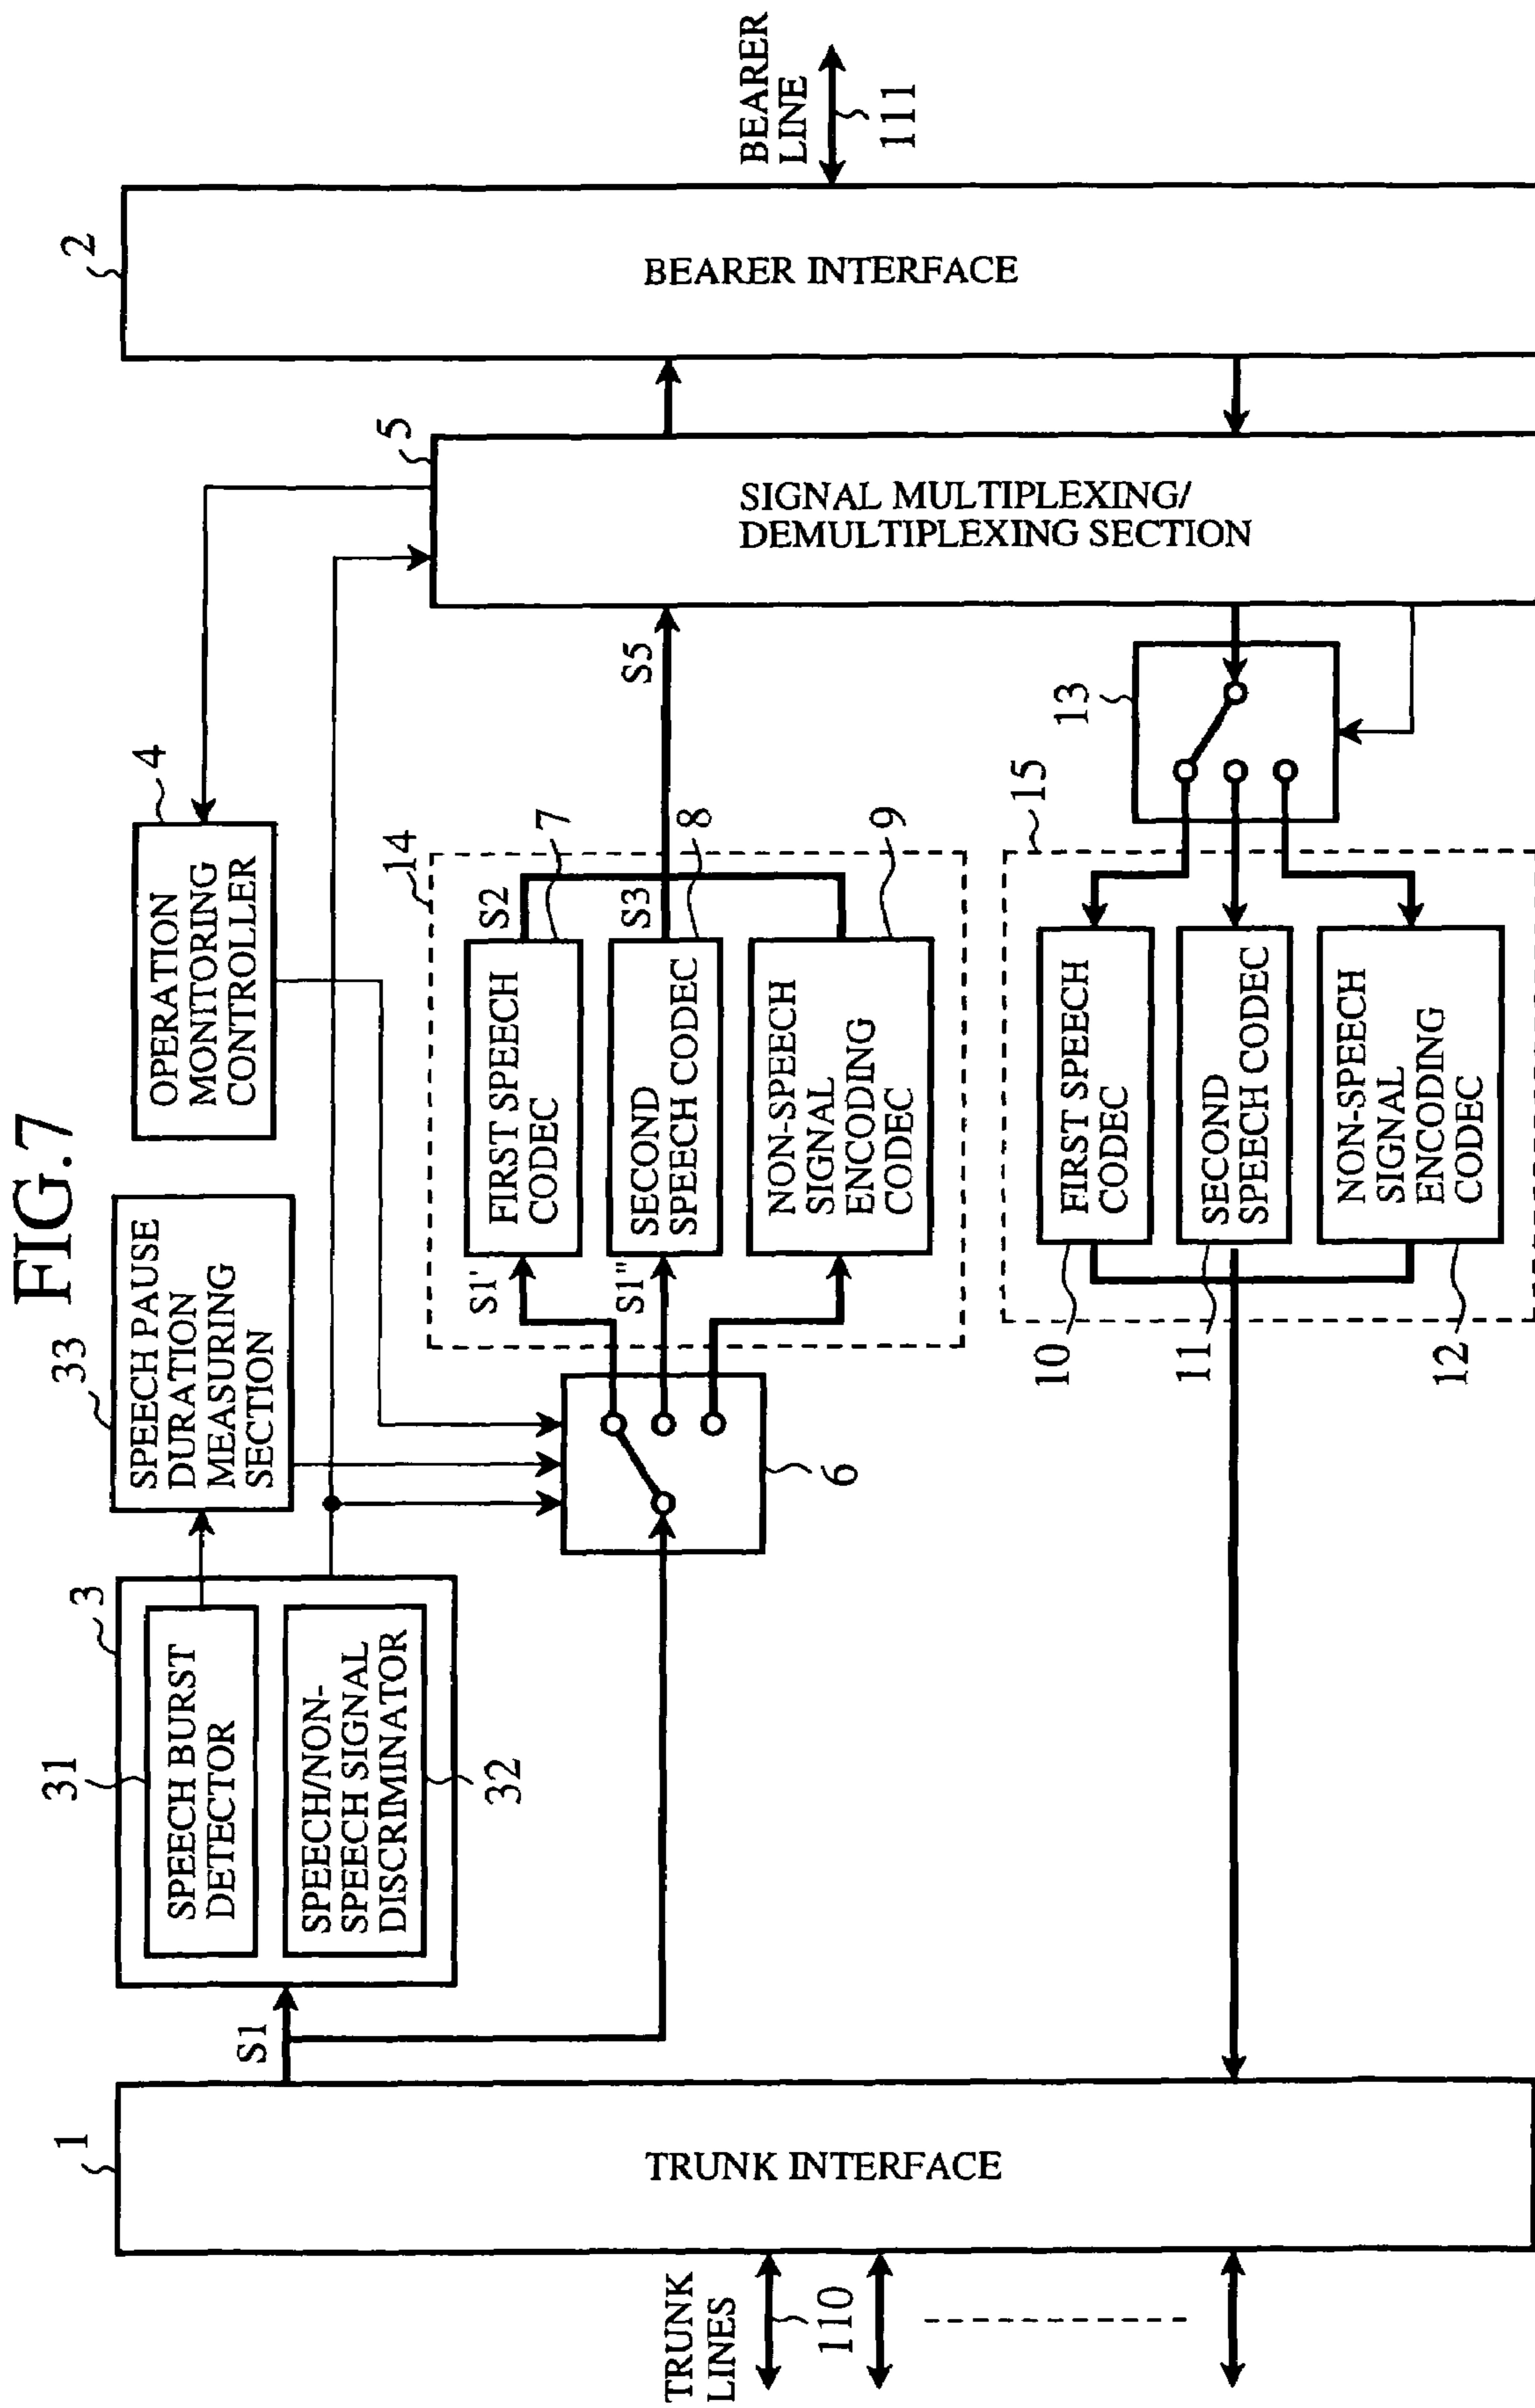 FIG.7
1
TRUNK INTERFACE
TRUNK
LINES
110
S1
3
31
SPEECH BURST
DETECTOR
SPEECH/NON-
SPEECH SIGNAL
DISCRIMINATOR
32
33
SPEECH PAUSE
DURATION
MEASURING
SECTION
4
OPERATION
MONITORING
CONTROLLER
6
14
S1'
FIRST SPEECH
CODEC
S2
7
S1"
SECOND
SPEECH CODEC
S3
8
NON-SPEECH
SIGNAL
ENCODING
CODEC
9
S5
5
SIGNAL MULTIPLEXING/
DEMULTIPLEXING SECTION
2
BEARER INTERFACE
BEARER
LINE
111
13
15
FIRST SPEECH
CODEC
10
SECOND
SPEECH CODEC
11
NON-SPEECH
SIGNAL
ENCODING
CODEC
12